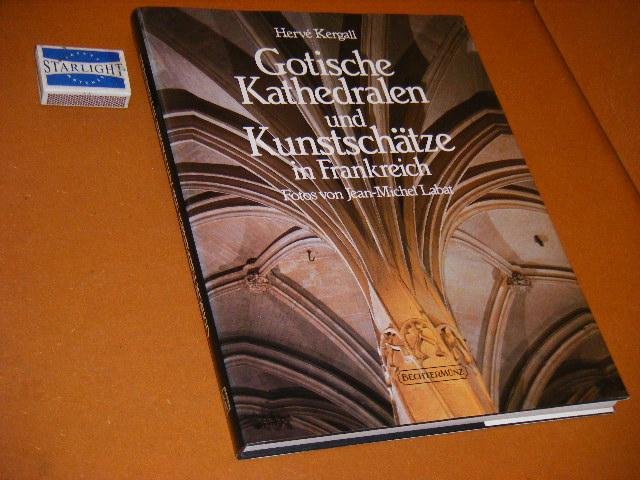 STARLIGHT
Hervé Kergall
Gotische
Kathedralen
und
Kunstschätze
in Frankreich
Fotos von Jean-Michel Labat
BECHTERMÜNZ